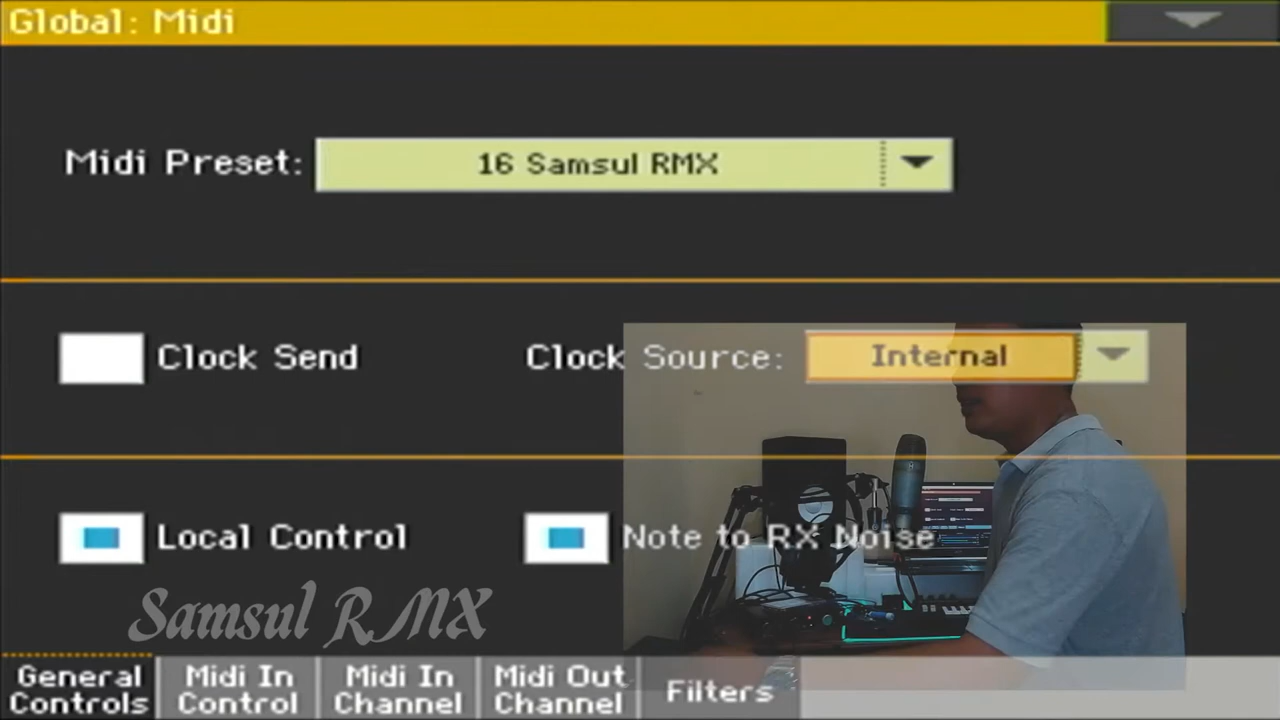 Global: Midi
Midi Preset: 16 Samsul RMX
Clock Send Clock Source: Internal
Local Control Note to RX Noise
Samsul RMX
General Controls
Midi In Control
Midi In Channel
Midi Out Channel
Filters